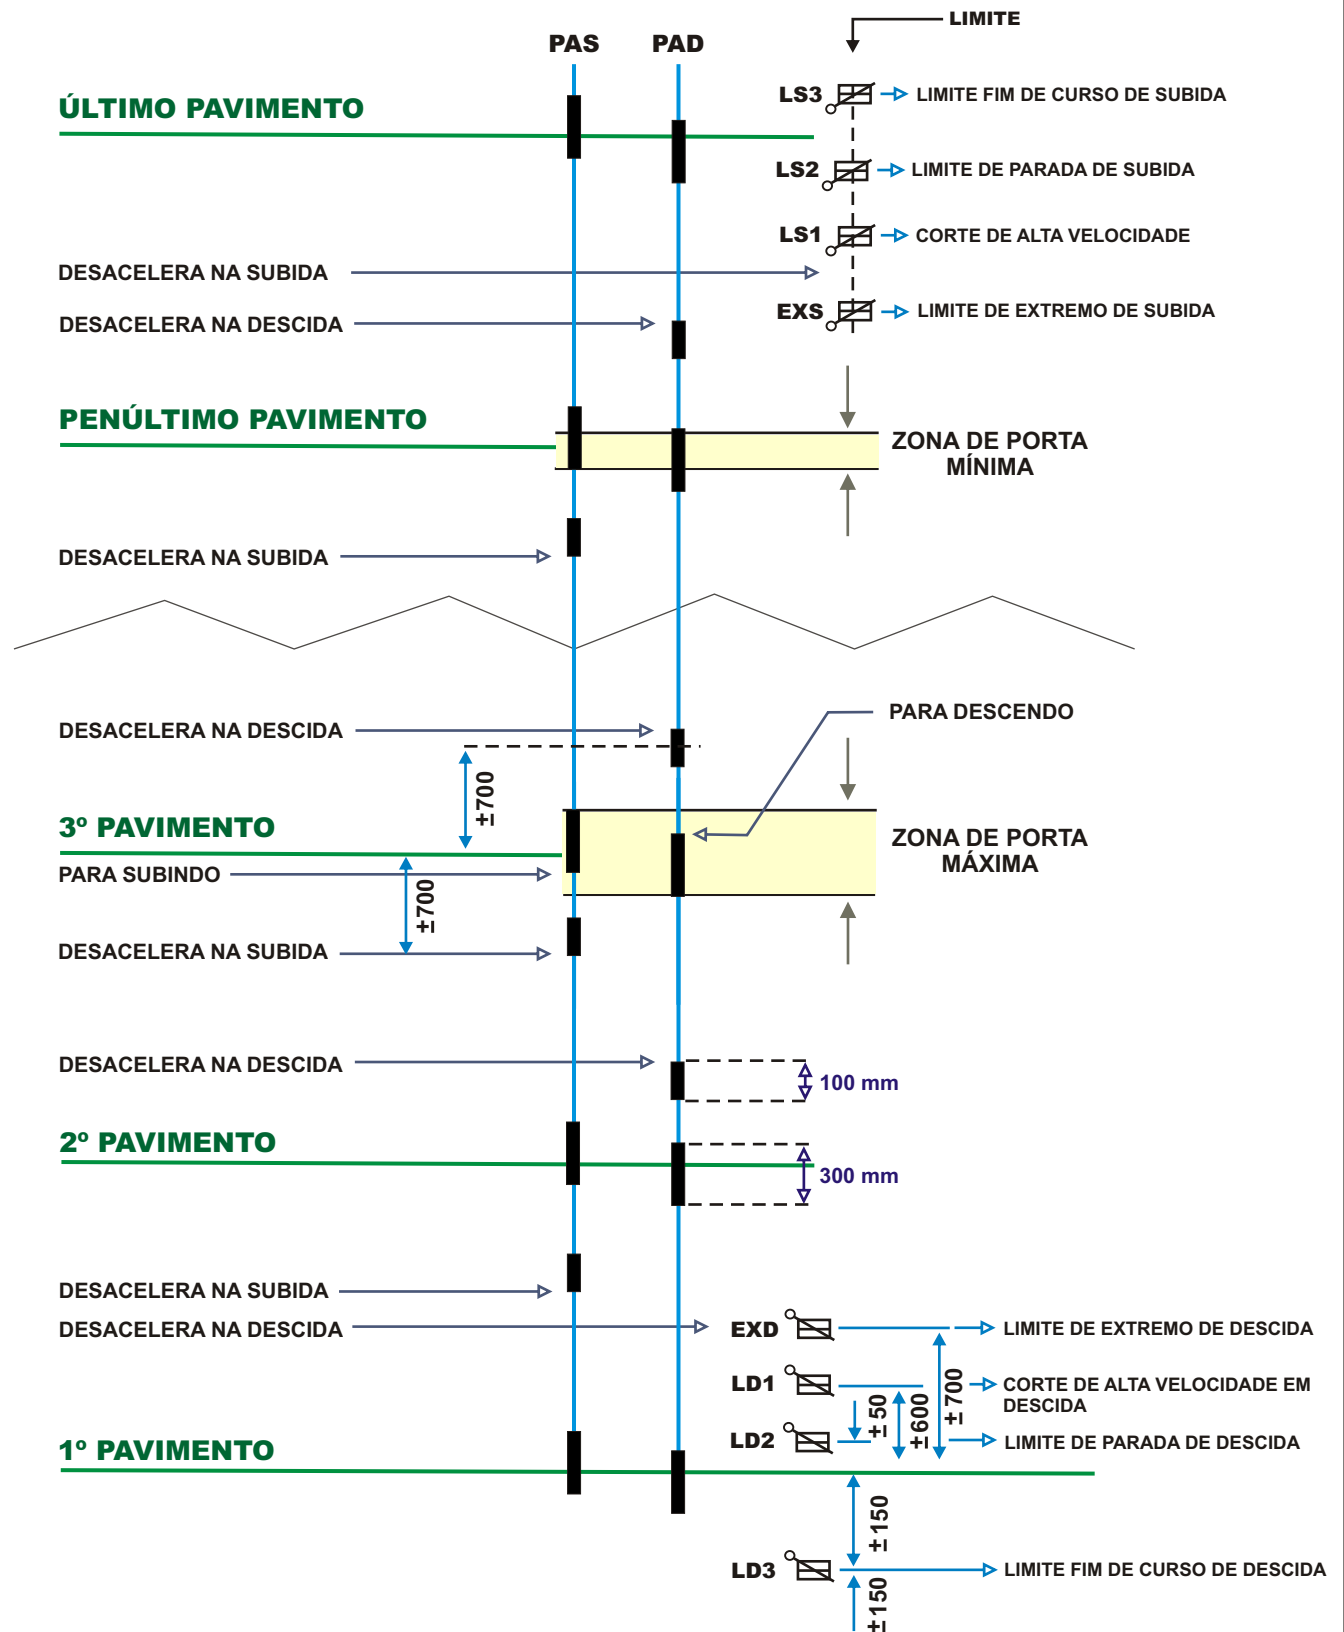 LIMITE
PAS
PAD
ÚLTIMO PAVIMENTO
LS3
LIMITE FIM DE CURSO DE SUBIDA
LS2
LIMITE DE PARADA DE SUBIDA
LS1
CORTE DE ALTA VELOCIDADE
DESACELERA NA SUBIDA
EXS
LIMITE DE EXTREMO DE SUBIDA
DESACELERA NA DESCIDA
PENÚLTIMO PAVIMENTO
ZONA DE PORTA
MÍNIMA
DESACELERA NA SUBIDA
PARA DESCENDO
DESACELERA NA DESCIDA
±700
3º PAVIMENTO
ZONA DE PORTA
MÁXIMA
PARA SUBINDO
±700
DESACELERA NA SUBIDA
DESACELERA NA DESCIDA
100 mm
2º PAVIMENTO
300 mm
DESACELERA NA SUBIDA
DESACELERA NA DESCIDA
EXD
LIMITE DE EXTREMO DE DESCIDA
LD1
CORTE DE ALTA VELOCIDADE EM
DESCIDA
±50
±600
±700
LD2
LIMITE DE PARADA DE DESCIDA
1º PAVIMENTO
±150
LD3
LIMITE FIM DE CURSO DE DESCIDA
±150